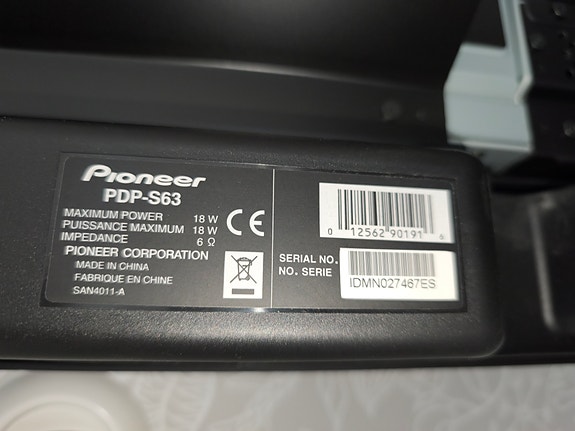 Pioneer
PDP-S63
MAXIMUM POWER 18 W
PUISSANCE MAXIMUM 18 W
IMPEDANCE 6 Ω
PIONEER CORPORATION
MADE IN CHINA
FABRIQUE EN CHINE
SAN4011-A
CE
0 12562 90191 6
SERIAL NO.
NO. SERIE
IDMN027467ES